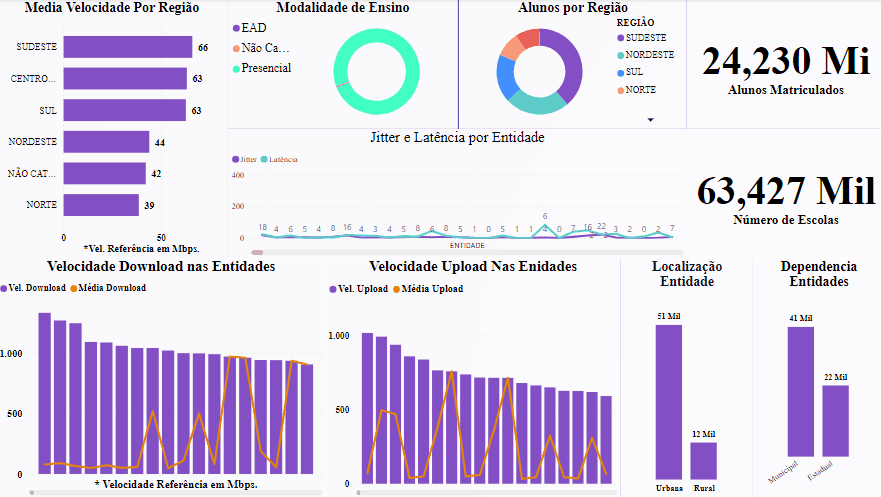 Media Velocidade Por Região
SUDESTE
66
CENTRO...
63
SUL
63
NORDESTE
44
NÃO CAT...
42
NORTE
39
0
50
*Vel. Referência em Mbps.
Modalidade de Ensino
EAD
Não Ca...
Presencial
Alunos por Região
REGIÃO
SUDESTE
NORDESTE
SUL
NORTE
24,230 Mi
Alunos Matriculados
Jitter e Latência por Entidade
Jitter Latência
400
200
0
18 4 6 5 4 8 16 4 3 4 5 8 6 8 5 1 0 5 1 1 6 4 0 7 16 22 2 3 2 0 2 7
ENTIDADE
63,427 Mil
Número de Escolas
Velocidade Download nas Entidades
Vel. Download Média Download
1.000
500
0
* Velocidade Referência em Mbps.
Velocidade Upload Nas Enidades
Vel. Upload Média Upload
1.000
500
0
Localização
Entidade
51 Mil
12 Mil
Urbana Rural
Dependencia
Entidades
41 Mil
22 Mil
Municipal Estadual